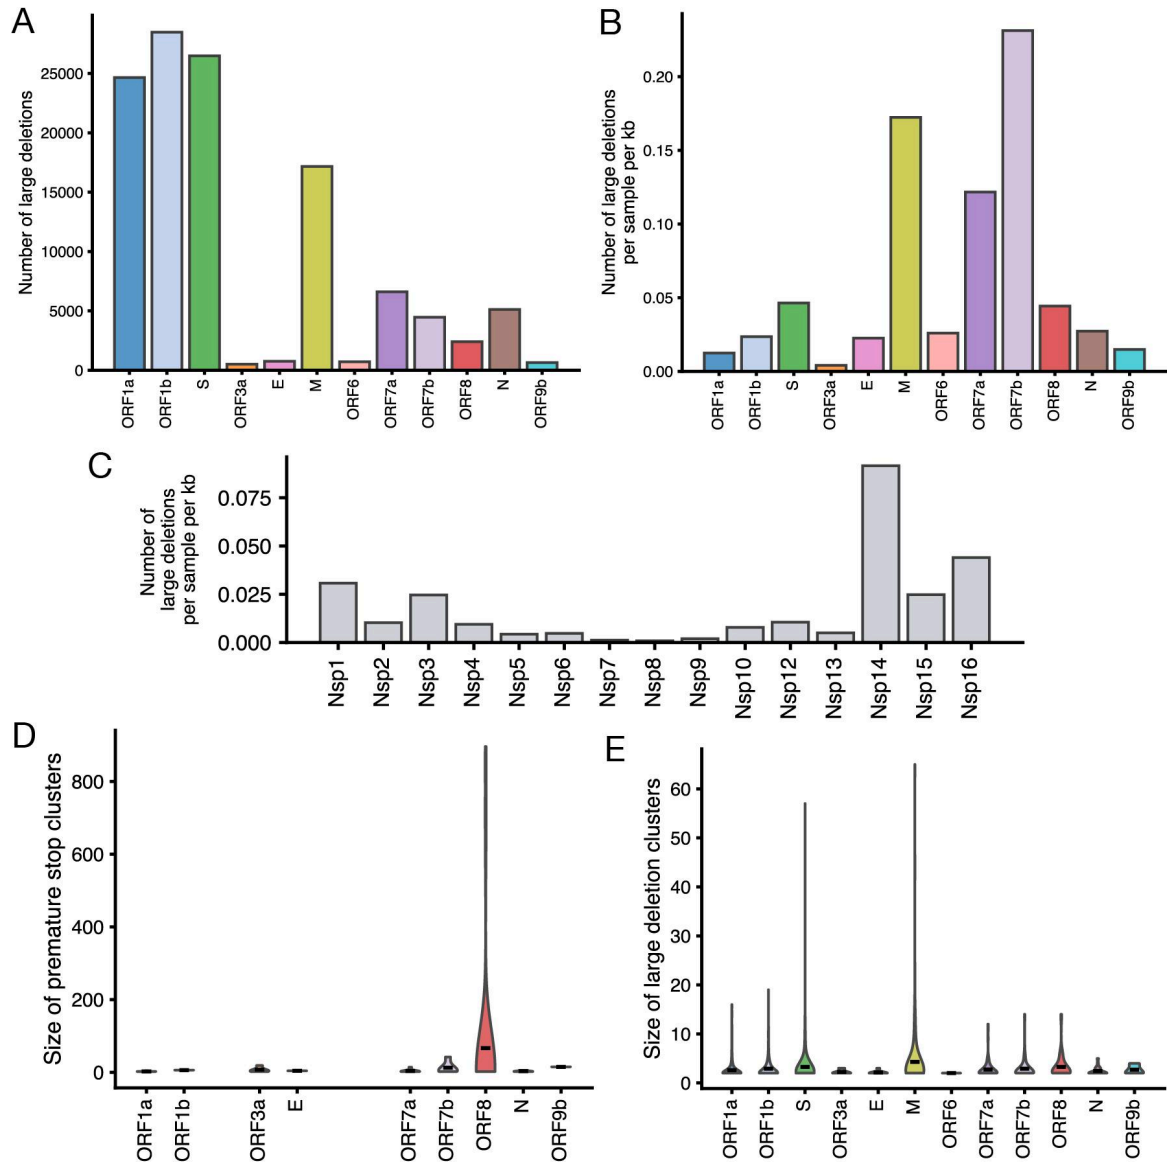 A
Number of large deletions
25000
20000
15000
10000
5000
0
ORF1a
ORF1b
S
ORF3a
E
M
ORF6
ORF7a
ORF7b
ORF8
N
ORF9b
B
Number of large deletions
per sample per kb
0.20
0.15
0.10
0.05
0.00
ORF1a
ORF1b
S
ORF3a
E
M
ORF6
ORF7a
ORF7b
ORF8
N
ORF9b
C
Number of
large deletions
per sample per kb
0.075
0.050
0.025
0.000
Nsp1
Nsp2
Nsp3
Nsp4
Nsp5
Nsp6
Nsp7
Nsp8
Nsp9
Nsp10
Nsp12
Nsp13
Nsp14
Nsp15
Nsp16
D
Size of premature stop clusters
800
600
400
200
0
ORF1a
ORF1b
ORF3a
E
ORF7a
ORF7b
ORF8
N
ORF9b
E
Size of large deletion clusters
60
50
40
30
20
10
0
ORF1a
ORF1b
S
ORF3a
E
M
ORF6
ORF7a
ORF7b
ORF8
N
ORF9b